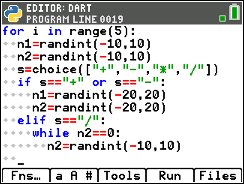 EDITOR: DART
PROGRAM LINE 0019
for i in range(5):
··n1=randint(-10,10)
··n2=randint(-10,10)
··s=choice(["+","-","*","/"])
··if s=="+" or s=="-":
····n1=randint(-20,20)
····n2=randint(-20,20)
··elif s=="/":
····while n2==0:
······n2=randint(-10,10)
··_
Fns… a A # Tools Run Files